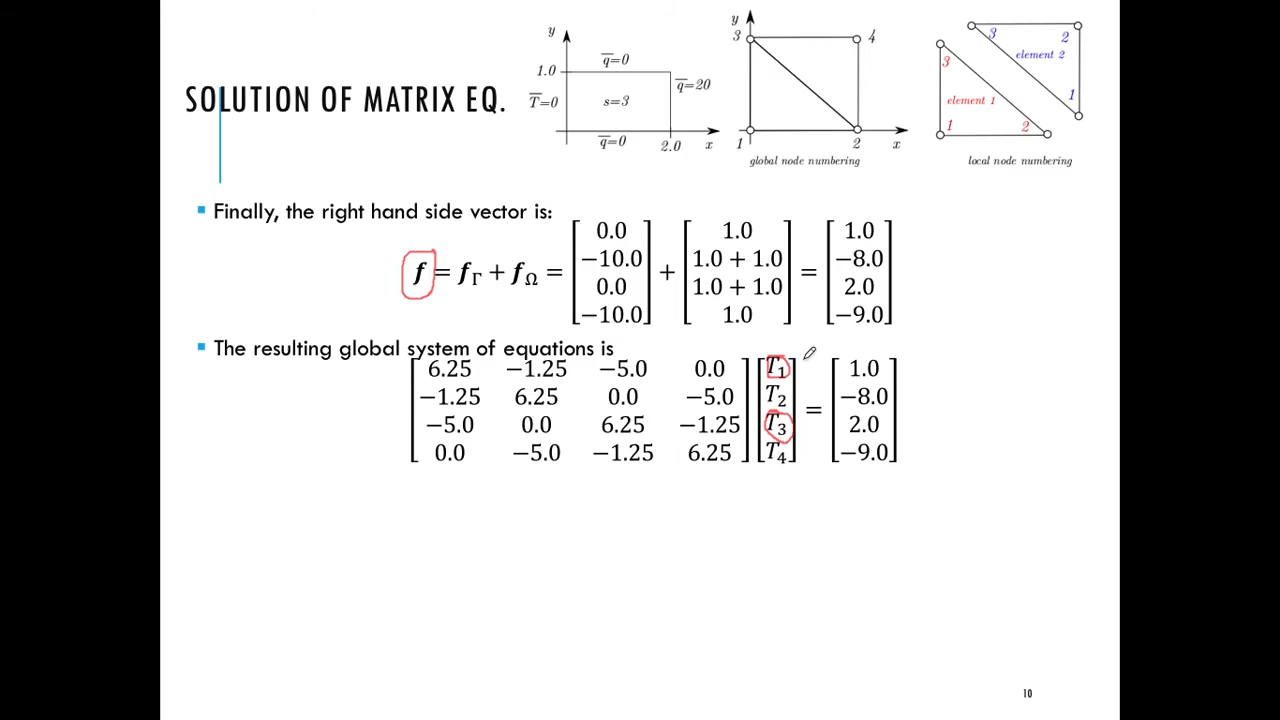 SOLUTION OF MATRIX EQ.
y
1.0
q̅=0
q̅=20
T̅=0
s=3
q̅=0
2.0
x
y
3
4
1
2
x
global node numbering
3
2
element 2
1
3
element 1
1
2
local node numbering
▪ Finally, the right hand side vector is:
f = f_Γ + f_Ω = [0.0 −10.0 0.0 −10.0] + [1.0 1.0 + 1.0 1.0 + 1.0 1.0] = [1.0 −8.0 2.0 −9.0]
▪ The resulting global system of equations is
6.25 −1.25 −5.0 0.0 T₁ 1.0
−1.25 6.25 0.0 −5.0 T₂ −8.0
=
−5.0 0.0 6.25 −1.25 T₃ 2.0
0.0 −5.0 −1.25 6.25 T₄ −9.0
10